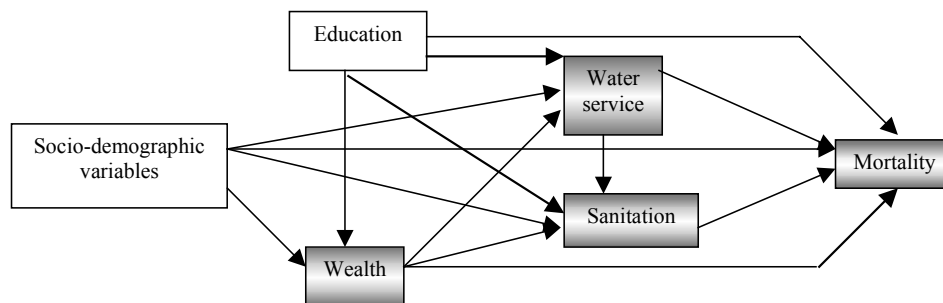 Education
Water
service
Socio-demographic
variables
Mortality
Sanitation
Wealth